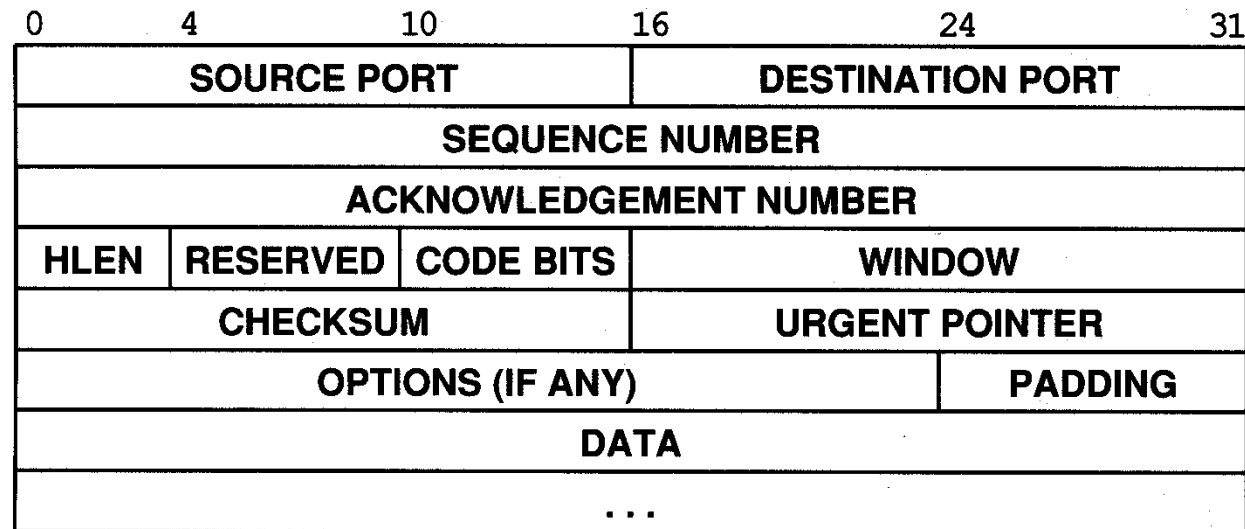 0 4 10 16 24 31
SOURCE PORT DESTINATION PORT
SEQUENCE NUMBER
ACKNOWLEDGEMENT NUMBER
HLEN RESERVED CODE BITS WINDOW
CHECKSUM URGENT POINTER
OPTIONS (IF ANY) PADDING
DATA
...